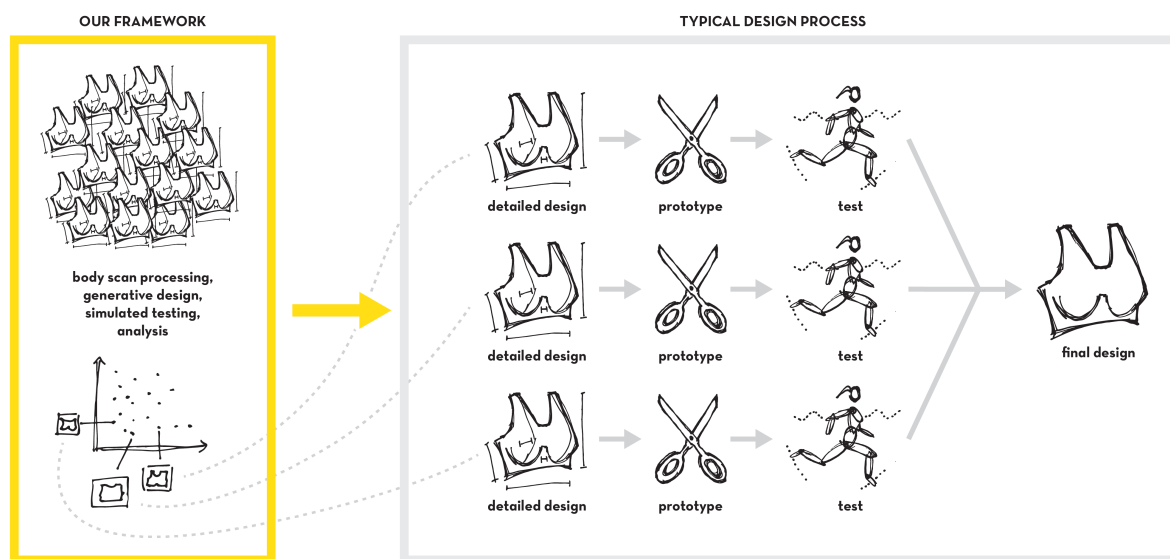 OUR FRAMEWORK
TYPICAL DESIGN PROCESS
body scan processing,
generative design,
simulated testing,
analysis
detailed design
prototype
test
detailed design
prototype
test
detailed design
prototype
test
final design